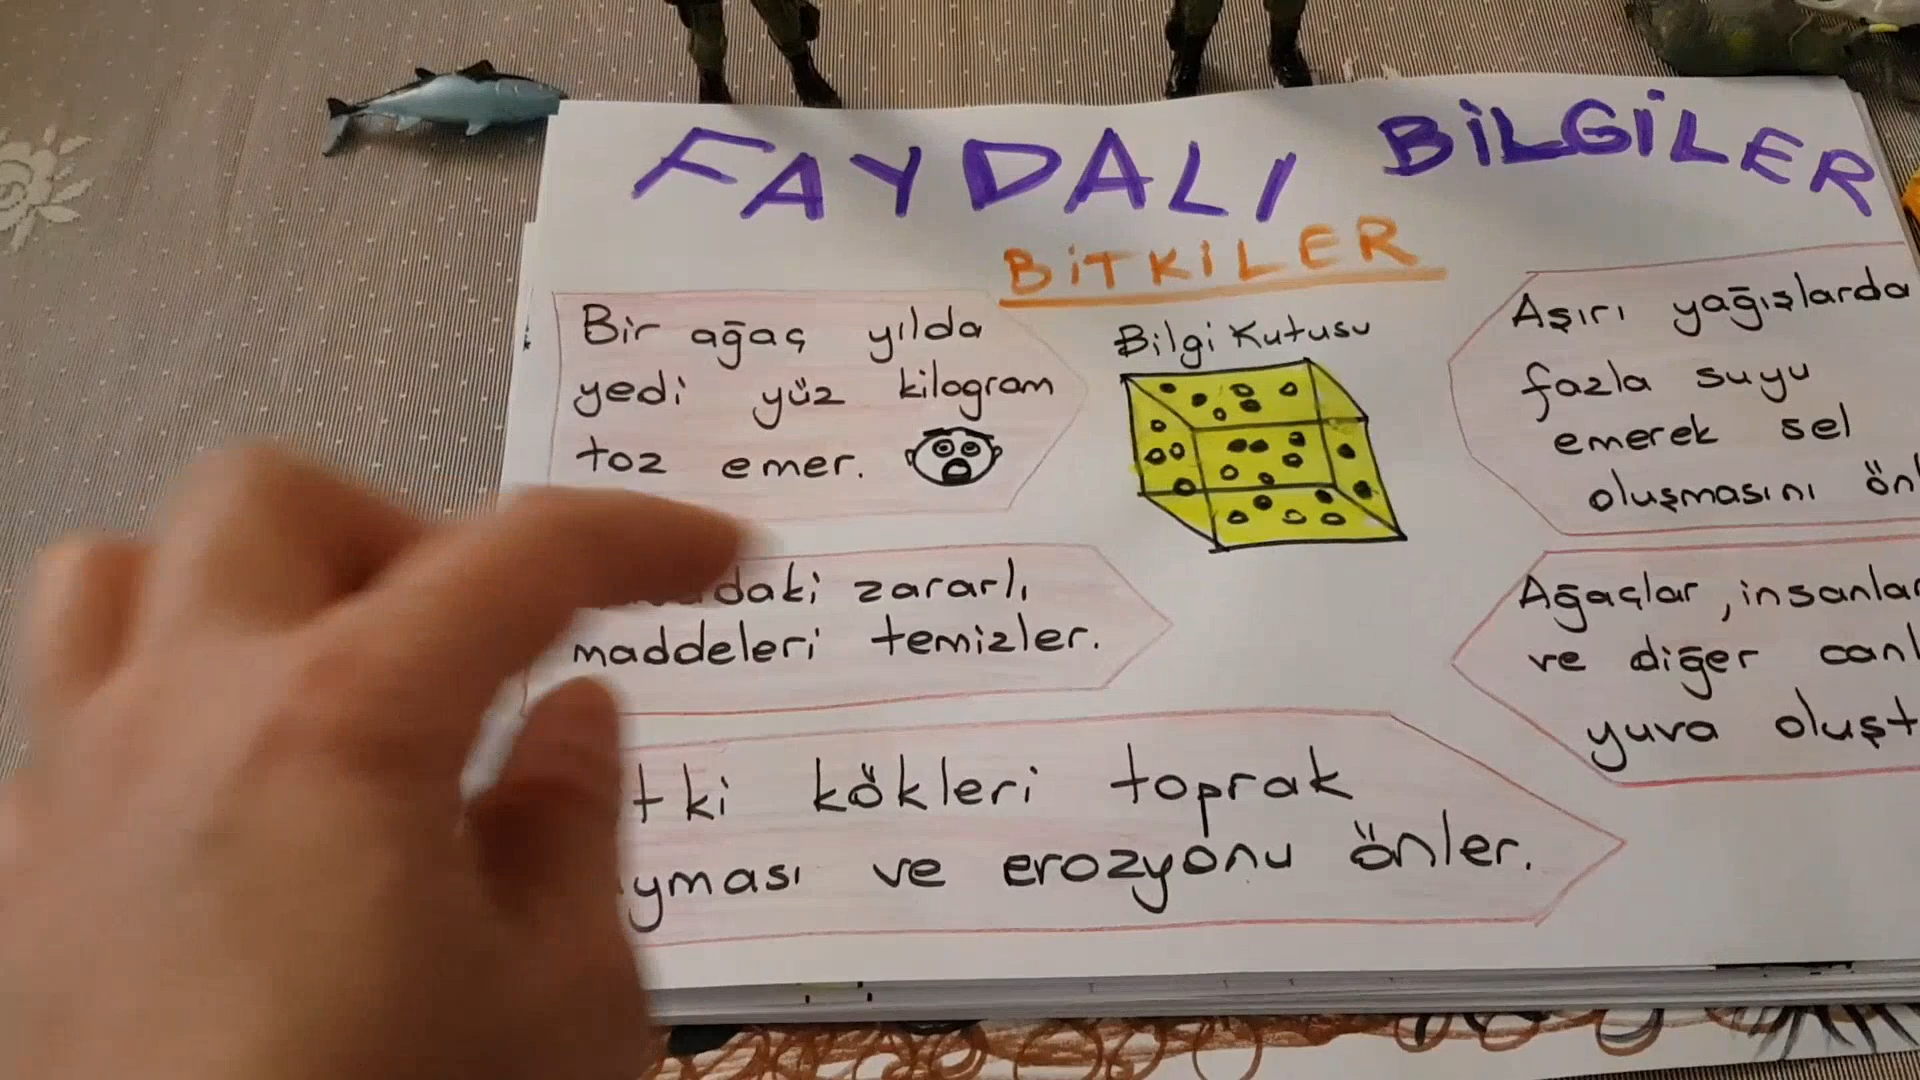 FAYDALI BİLGİLER
BİTKİLER
Bir ağaç yılda
yedi yüz kilogram
toz emer.
Bilgi Kutusu
Aşırı yağışlarda
fazla suyu
emerek sel
oluşmasını
zararlı
maddeleri temizler.
Ağaçlar, insanlar
ve diğer
yuva
kökleri toprak
ve erozyonu önler.